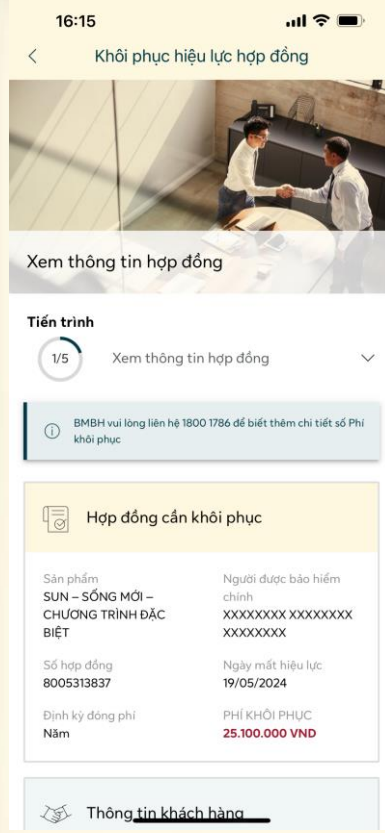 16:15
Khôi phục hiệu lực hợp đồng
Xem thông tin hợp đồng
Tiến trình
1/5
Xem thông tin hợp đồng
BMBH vui lòng liên hệ 1800 1786 để biết thêm chi tiết số Phí
khôi phục
Hợp đồng cần khôi phục
Sản phẩm
SUN – SỐNG MỚI –
CHƯƠNG TRÌNH ĐẶC
BIỆT
Người được bảo hiểm
chính
XXXXXXXX XXXXXXXX
XXXXXXXX
Số hợp đồng
8005313837
Ngày mất hiệu lực
19/05/2024
Định kỳ đóng phí
Năm
PHÍ KHÔI PHỤC
25.100.000 VND
Thông tin khách hàng